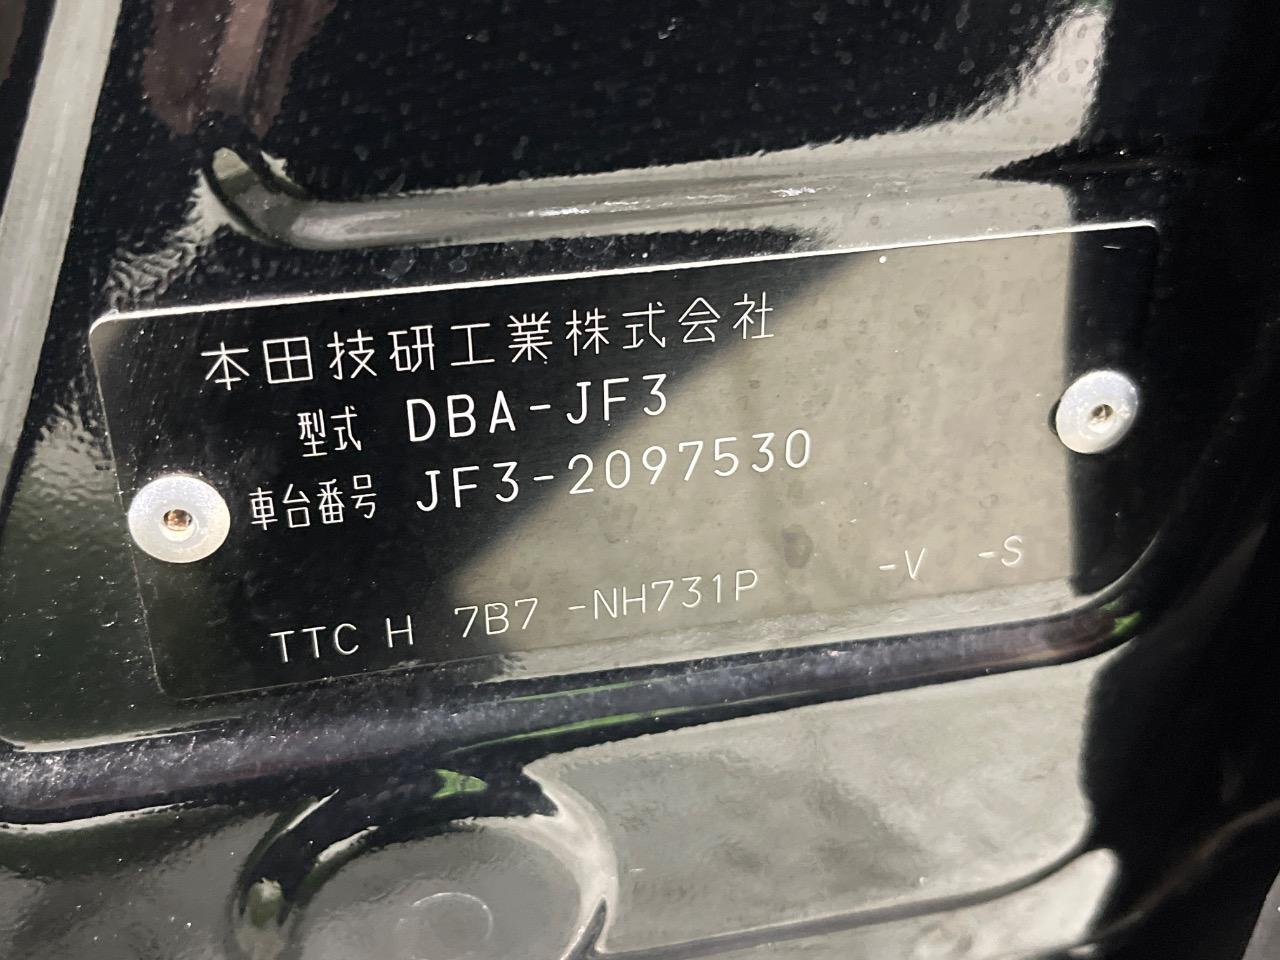 本田技研工業株式会社
型式 DBA-JF3
車台番号 JF3-2097530
TTC H 7B7 -NH731P -V -S